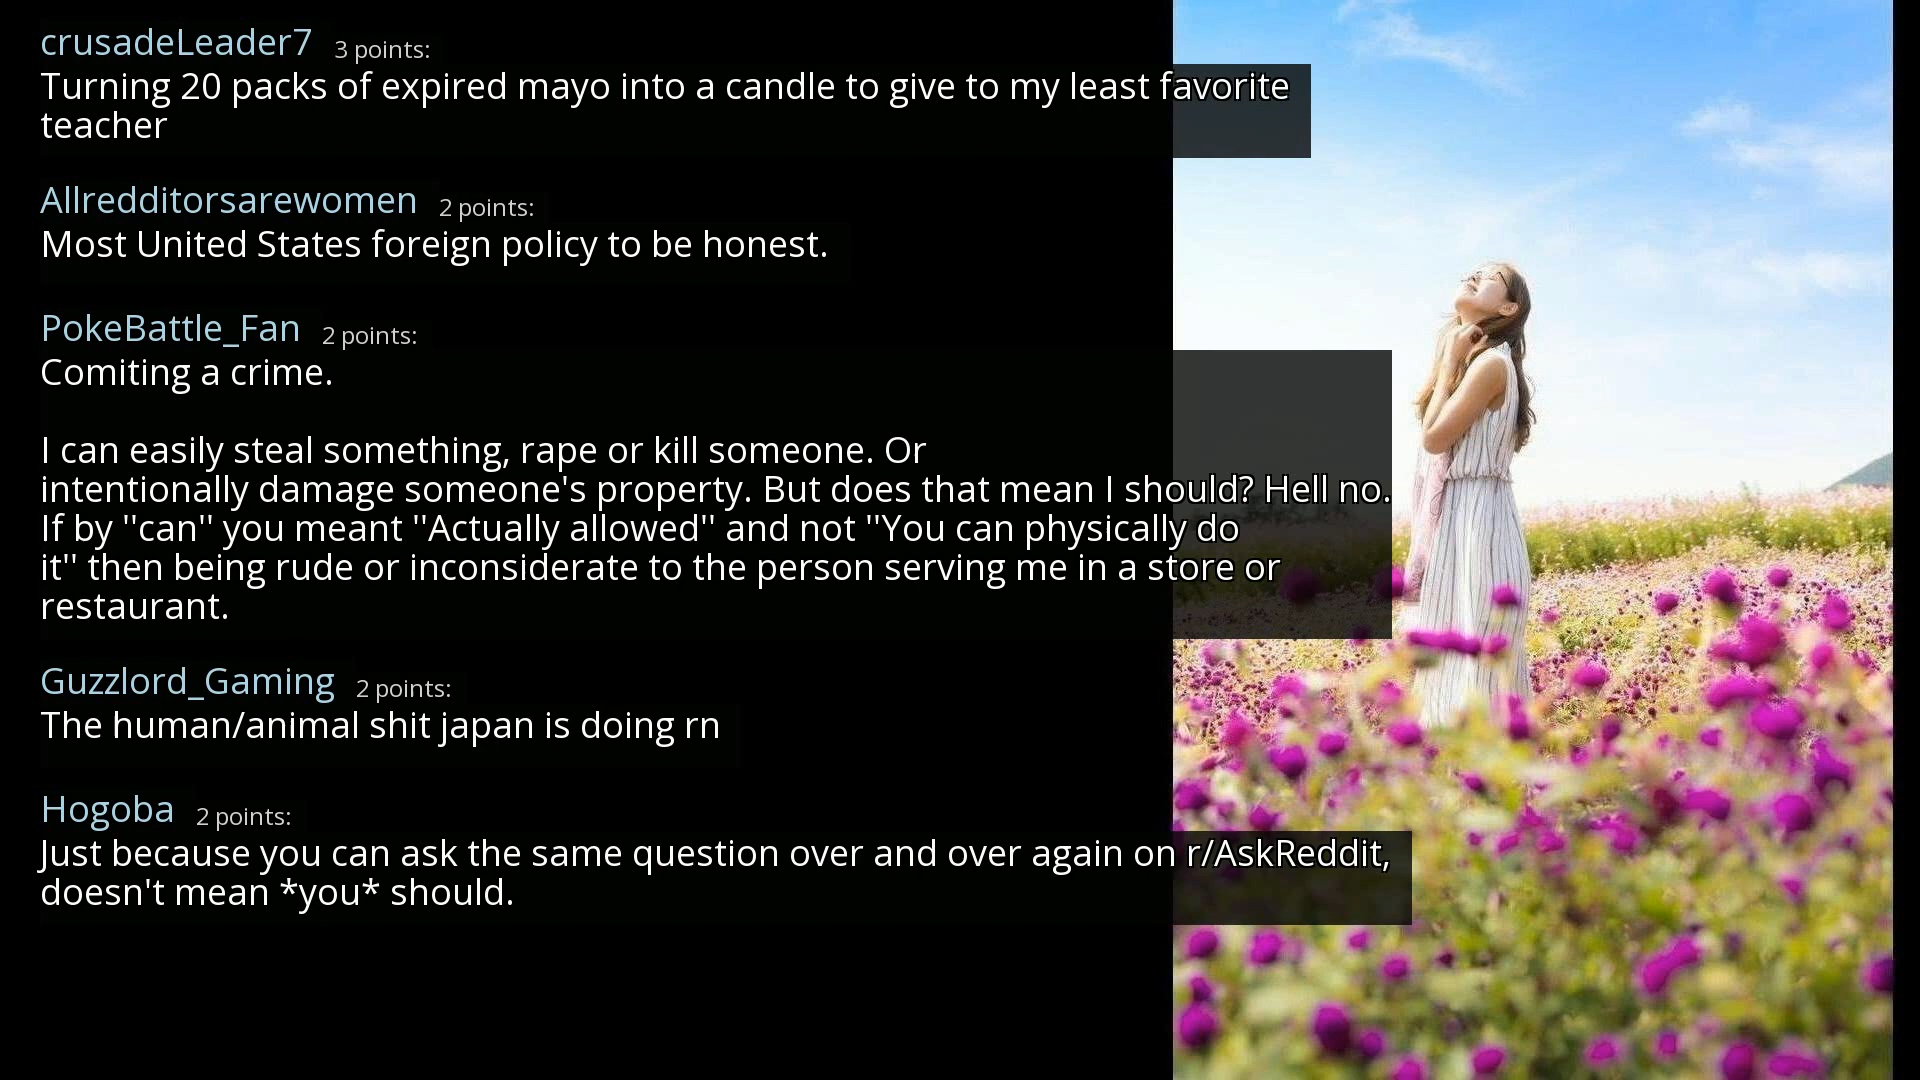 crusadeLeader7 3 points:
Turning 20 packs of expired mayo into a candle to give to my least favorite
teacher
Allredditorsarewomen 2 points:
Most United States foreign policy to be honest.
PokeBattle_Fan 2 points:
Comiting a crime.
I can easily steal something, rape or kill someone. Or
intentionally damage someone's property. But does that mean I should? Hell no.
If by ''can'' you meant ''Actually allowed'' and not ''You can physically do
it'' then being rude or inconsiderate to the person serving me in a store or
restaurant.
Guzzlord_Gaming 2 points:
The human/animal shit japan is doing rn
Hogoba 2 points:
Just because you can ask the same question over and over again on r/AskReddit,
doesn't mean *you* should.